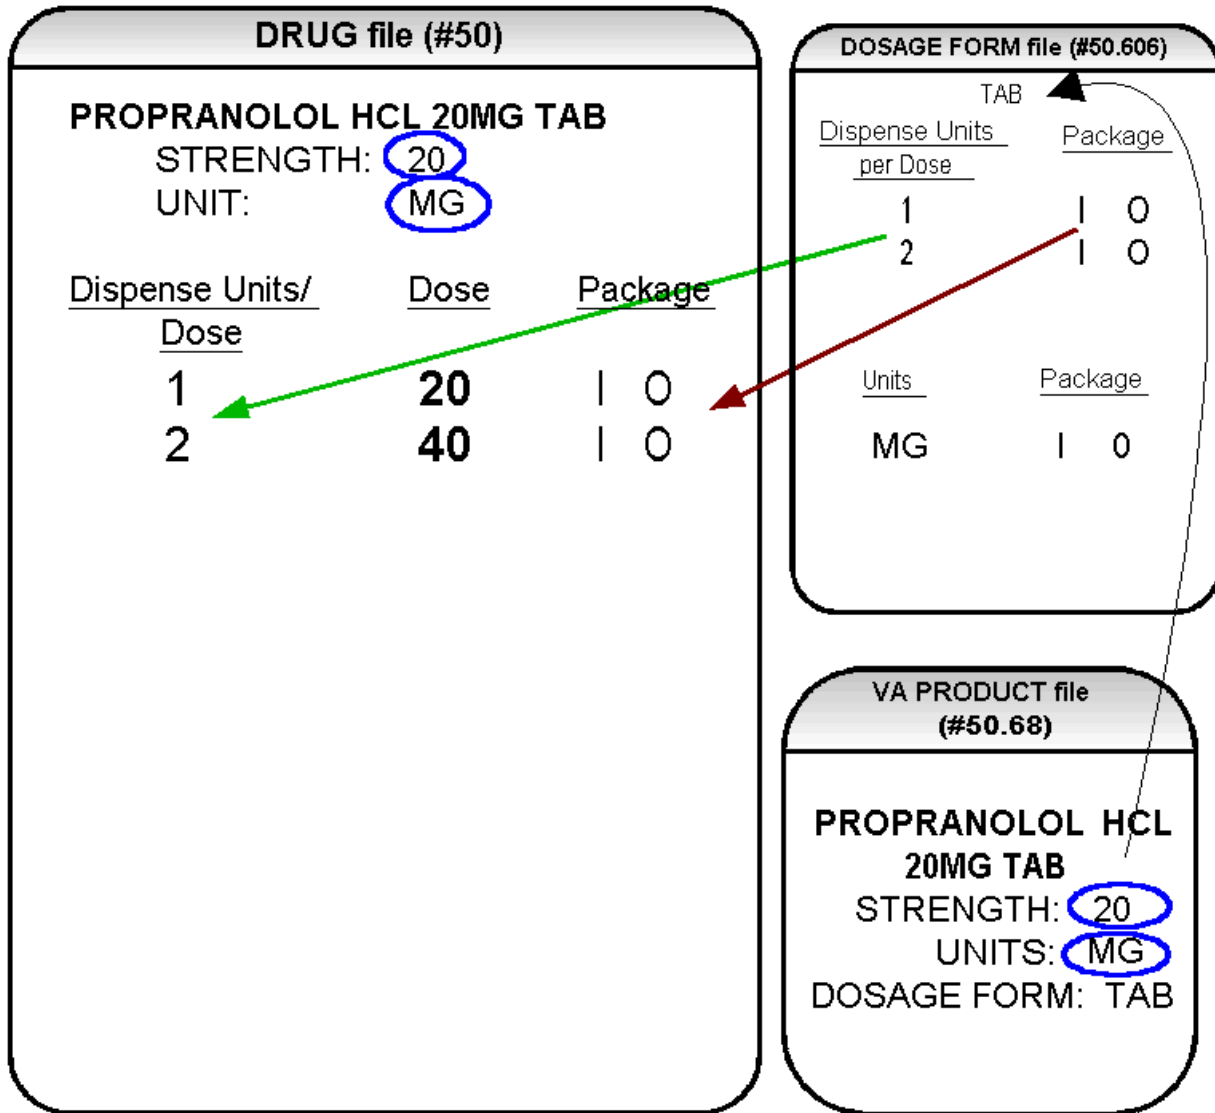 DRUG file (#50)
PROPRANOLOL HCL 20MG TAB
STRENGTH: 20
UNIT: MG
Dispense Units/ Dose Package
Dose
1 20 I O
2 40 I O
DOSAGE FORM file (#50.606)
TAB
Dispense Units Package
per Dose
1 I O
2 I O
Units Package
MG I 0
VA PRODUCT file
(#50.68)
PROPRANOLOL HCL
20MG TAB
STRENGTH: 20
UNITS: MG
DOSAGE FORM: TAB